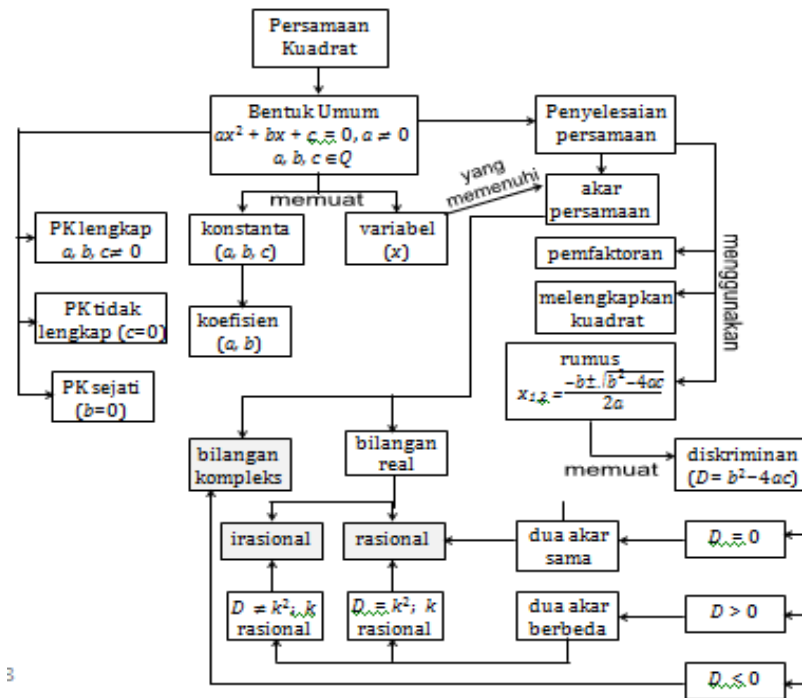 Persamaan
Kuadrat
Bentuk Umum
ax² + bx + c = 0, a ≠ 0
a, b, c ∈ Q
Penyelesaian
persamaan
memuat
yang
memenuhi
akar
persamaan
PK lengkap
a, b, c ≠ 0
konstanta
(a, b, c)
variabel
(x)
pemfaktoran
menggunakan
PK tidak
lengkap (c=0)
koefisien
(a, b)
melengkapkan
kuadrat
PK sejati
(b=0)
rumus
x₁,₂ = (−b ± √(b²−4ac))/2a
bilangan
kompleks
bilangan
real
memuat
diskriminan
(D = b²−4ac)
irasional
rasional
dua akar
sama
D = 0
D ≠ k²; k
rasional
D = k²; k
rasional
dua akar
berbeda
D > 0
D < 0